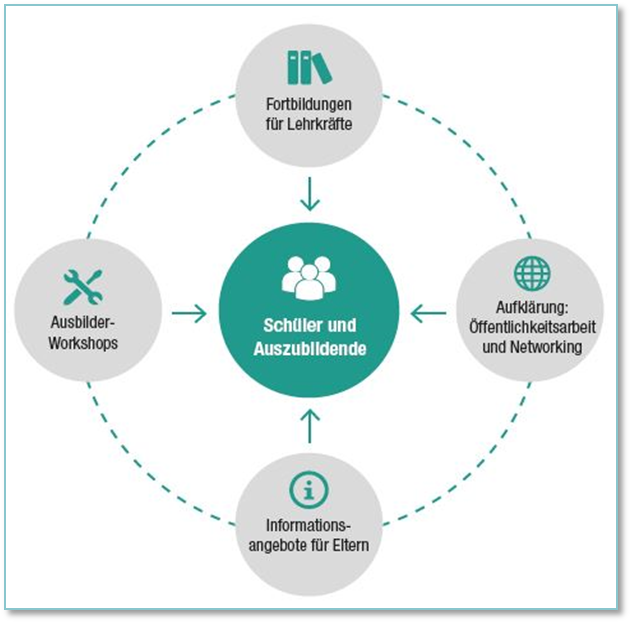 Fortbildungen
für Lehrkräfte
Ausbilder-
Workshops
Schüler und
Auszubildende
Aufklärung:
Öffentlichkeitsarbeit
und Networking
Informations-
angebote für Eltern